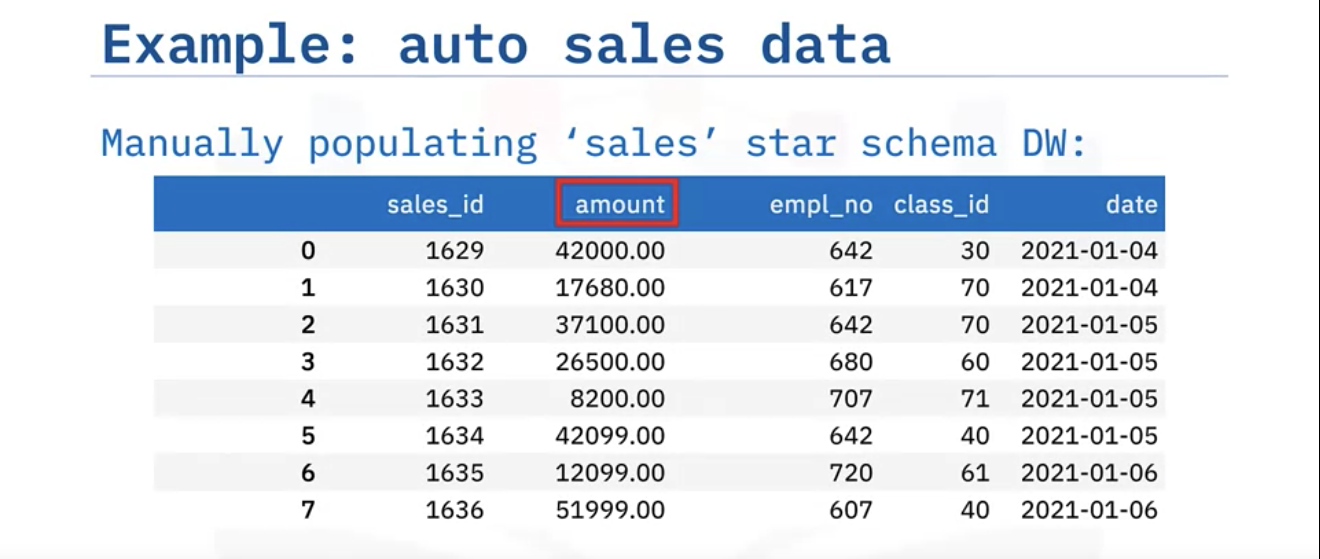 Example: auto sales data
Manually populating ‘sales’ star schema DW:
sales_id amount empl_no class_id date
0 1629 42000.00 642 30 2021-01-04
1 1630 17680.00 617 70 2021-01-04
2 1631 37100.00 642 70 2021-01-05
3 1632 26500.00 680 60 2021-01-05
4 1633 8200.00 707 71 2021-01-05
5 1634 42099.00 642 40 2021-01-05
6 1635 12099.00 720 61 2021-01-06
7 1636 51999.00 607 40 2021-01-06